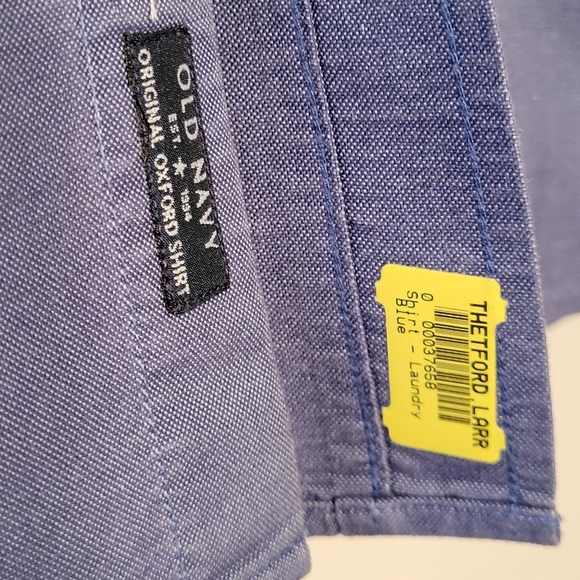 OLD NAVY
EST ★ 1994
ORIGINAL OXFORD SHIRT
THETFORD,LARR
0 00037658
Shirt - Laundry
Blue